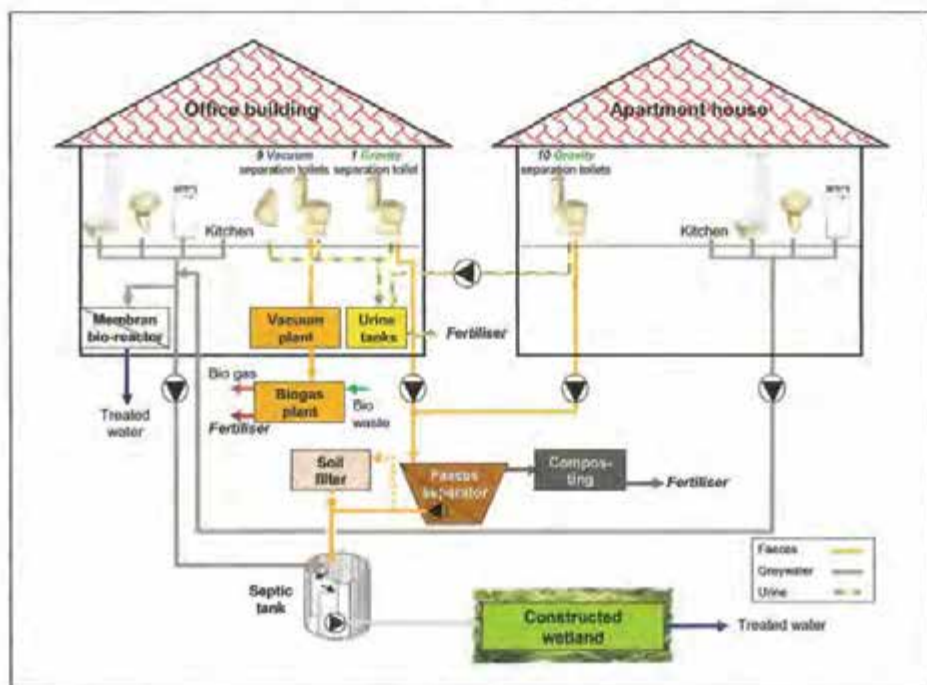 Office building
Apartment house
9 Vacuum
separation toilets
1 Gravity
separation toilet
10 Gravity
separation toilets
Kitchen
Kitchen
Membran
bio-reactor
Vacuum
plant
Urine
tanks
Fertiliser
Bio gas
Biogas
plant
Bio
waste
Treated
water
Fertiliser
Soil
filter
Faeces
separator
Compos-
ting
Fertiliser
Septic
tank
Constructed
wetland
Treated water
Faeces
Greywater
Urine